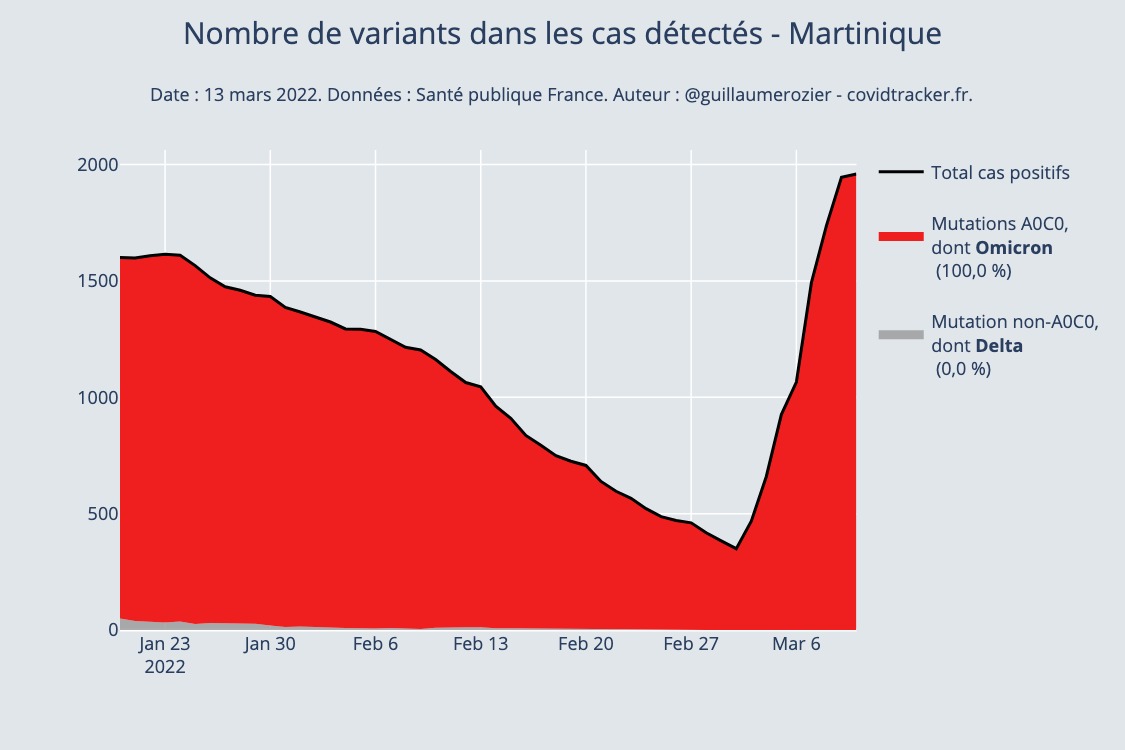 Nombre de variants dans les cas détectés - Martinique
Date : 13 mars 2022. Données : Santé publique France. Auteur : @guillaumerozier - covidtracker.fr.
2000
1500
1000
500
0
Jan 23
2022
Jan 30
Feb 6
Feb 13
Feb 20
Feb 27
Mar 6
Total cas positifs
Mutations A0C0,
dont Omicron
(100,0 %)
Mutation non-A0C0,
dont Delta
(0,0 %)